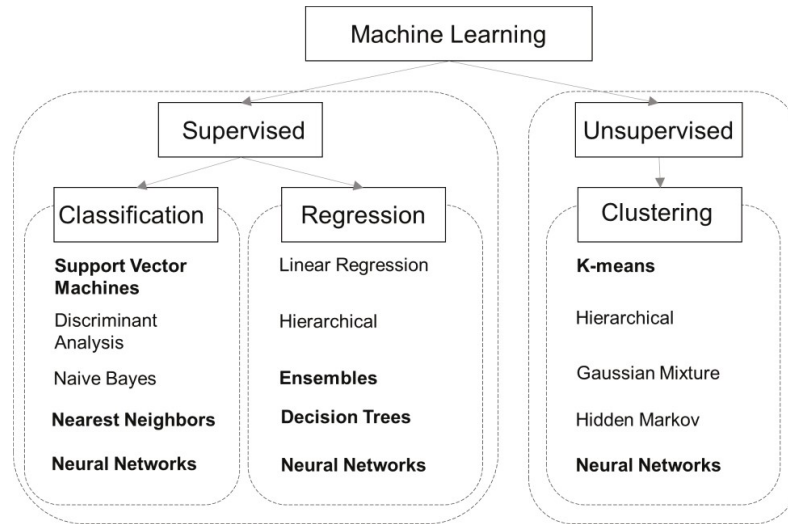 Machine Learning
Supervised
Unsupervised
Classification
Regression
Clustering
Support Vector
Machines
Discriminant
Analysis
Naive Bayes
Nearest Neighbors
Neural Networks
Linear Regression
Hierarchical
Ensembles
Decision Trees
Neural Networks
K-means
Hierarchical
Gaussian Mixture
Hidden Markov
Neural Networks